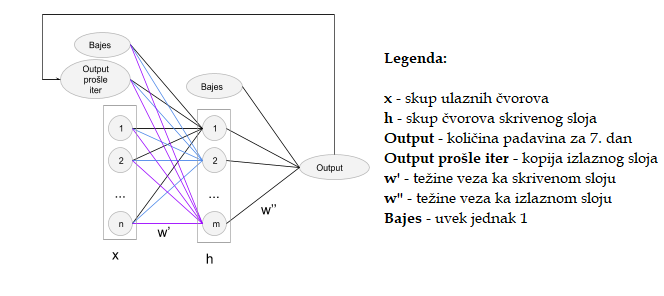 Bajes
Output
prošle
iter
Bajes
1
2
...
n
1
2
...
m
Output
w'
w''
x
h
Legenda:
x - skup ulaznih čvorova
h - skup čvorova skrivenog sloja
Output - količina padavina za 7. dan
Output prošle iter - kopija izlaznog sloja
w' - težine veza ka skrivenom sloju
w" - težine veza ka izlaznom sloju
Bajes - uvek jednak 1